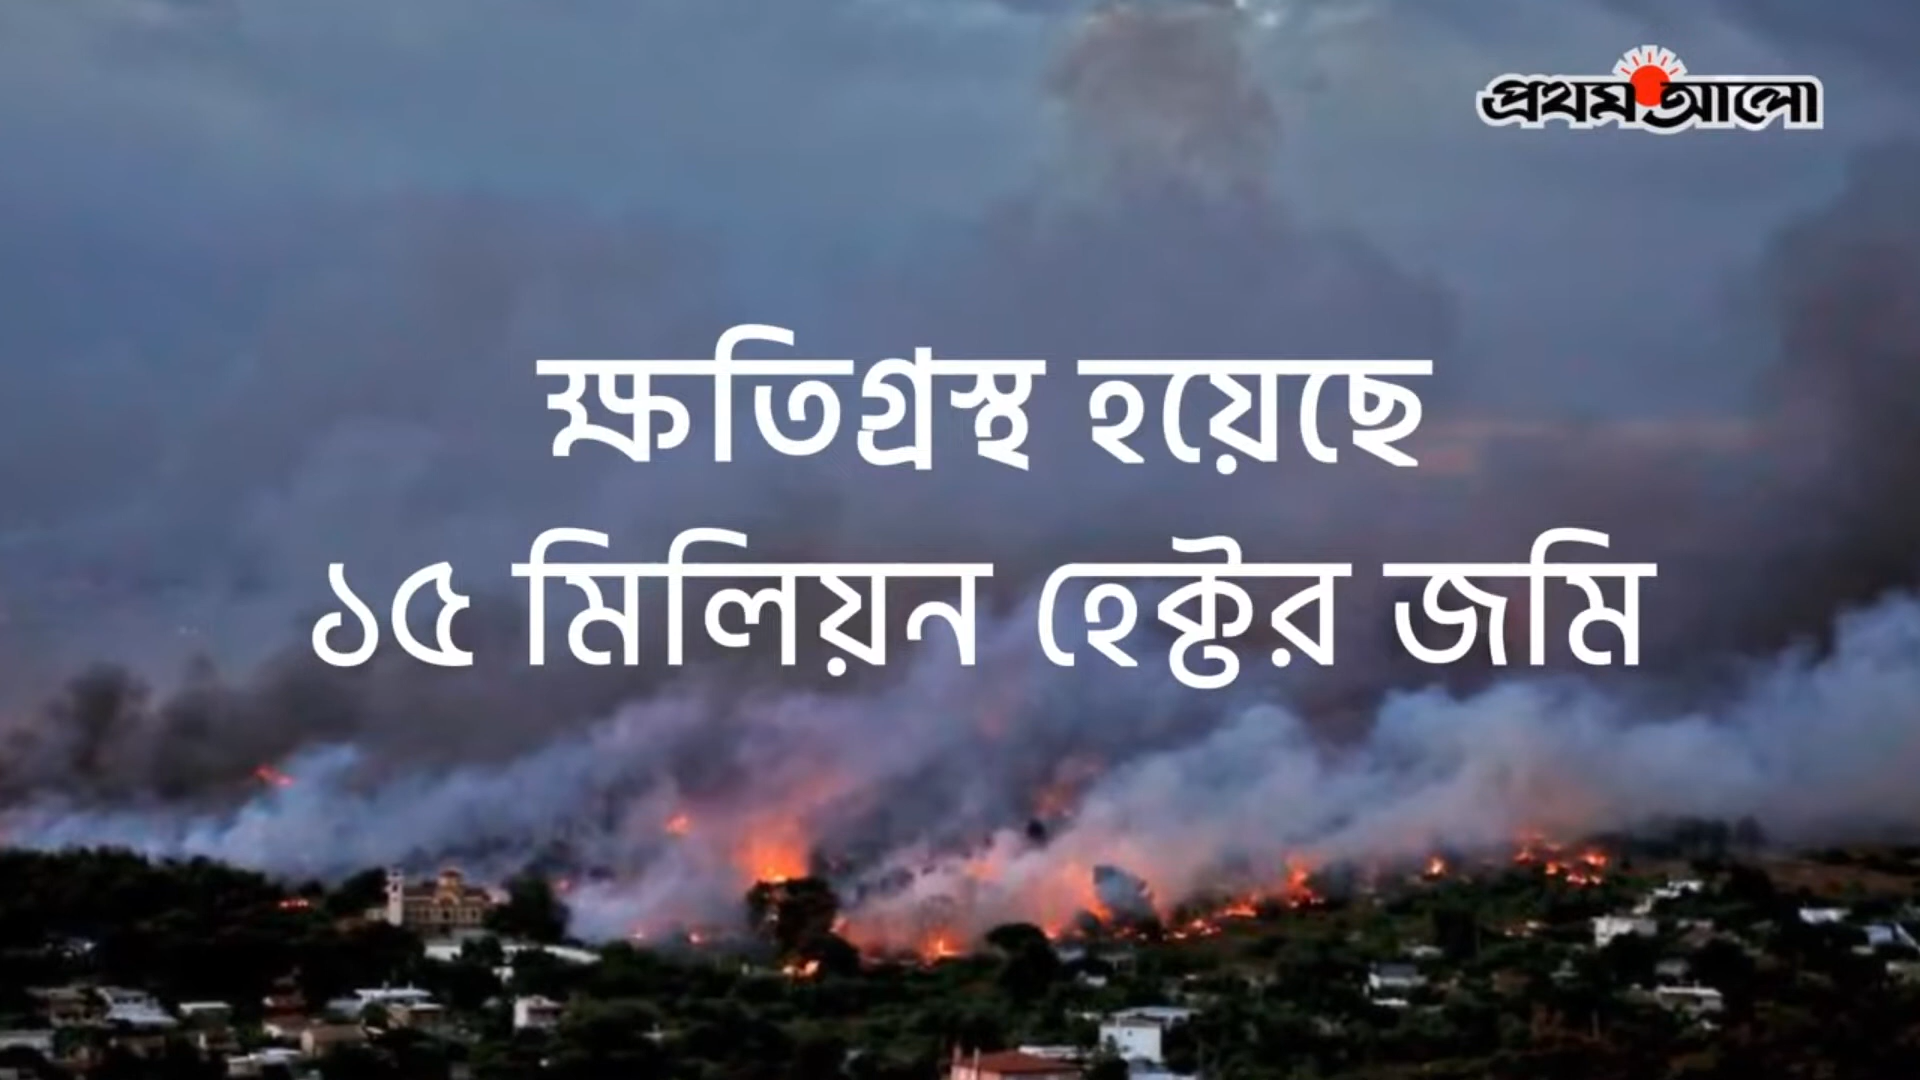 প্রথম আলো
ক্ষতিগ্রস্থ হয়েছে
১৫ মিলিয়ন হেক্টর জমি